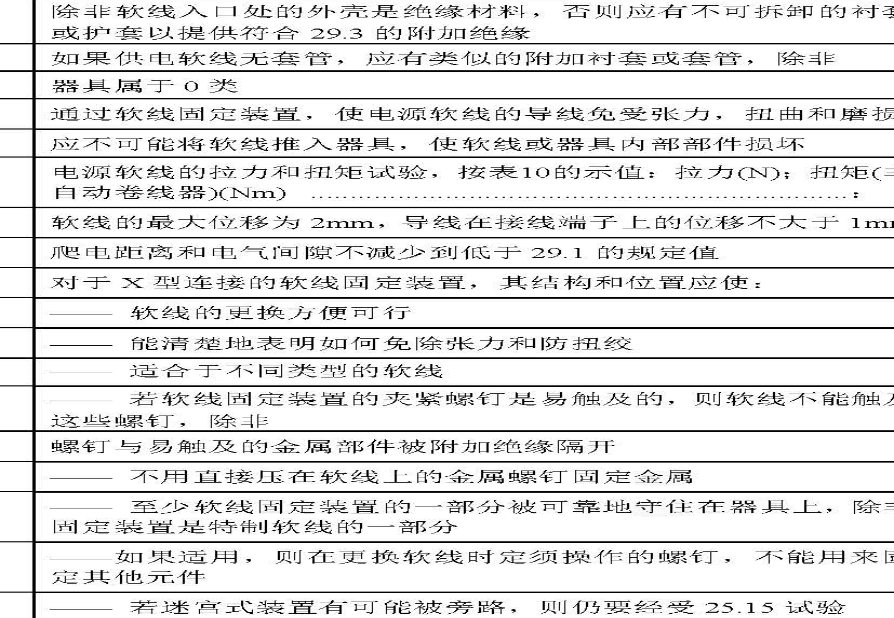 除非软线入口处的外壳是绝缘材料，否则应有不可拆卸的衬套
或护套以提供符合 29.3 的附加绝缘
如果供电软线无套管，应有类似的附加衬套或套管，除非
器具属于 0 类
通过软线固定装置，使电源软线的导线免受张力，扭曲和磨损
应不可能将软线推入器具，使软线或器具内部部件损坏
电源软线的拉力和扭矩试验，按表10的示值：拉力(N)；扭矩(非
自动卷线器)(Nm) ……………………………………………………………：
软线的最大位移为 2mm，导线在接线端子上的位移不大于 1mm
爬电距离和电气间隙不减少到低于 29.1 的规定值
对于 X 型连接的软线固定装置，其结构和位置应使：
—— 软线的更换方便可行
—— 能清楚地表明如何免除张力和防扭绞
—— 适合于不同类型的软线
—— 若软线固定装置的夹紧螺钉是易触及的，则软线不能触及
这些螺钉，除非
螺钉与易触及的金属部件被附加绝缘隔开
—— 不用直接压在软线上的金属螺钉固定金属
—— 至少软线固定装置的一部分被可靠地守住在器具上，除非
固定装置是特制软线的一部分
——如果适用，则在更换软线时定须操作的螺钉，不能用来固
定其他元件
—— 若迷宫式装置有可能被旁路，则仍要经受 25.15 试验